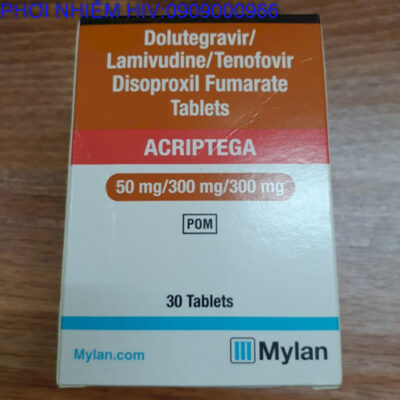 PHƠI NHIỄM HIV:0909000966
Dolutegravir/
Lamivudine/Tenofovir
Disoproxil Fumarate
Tablets
ACRIPTEGA
50 mg/300 mg/300 mg
POM
30 Tablets
Mylan.com
Mylan